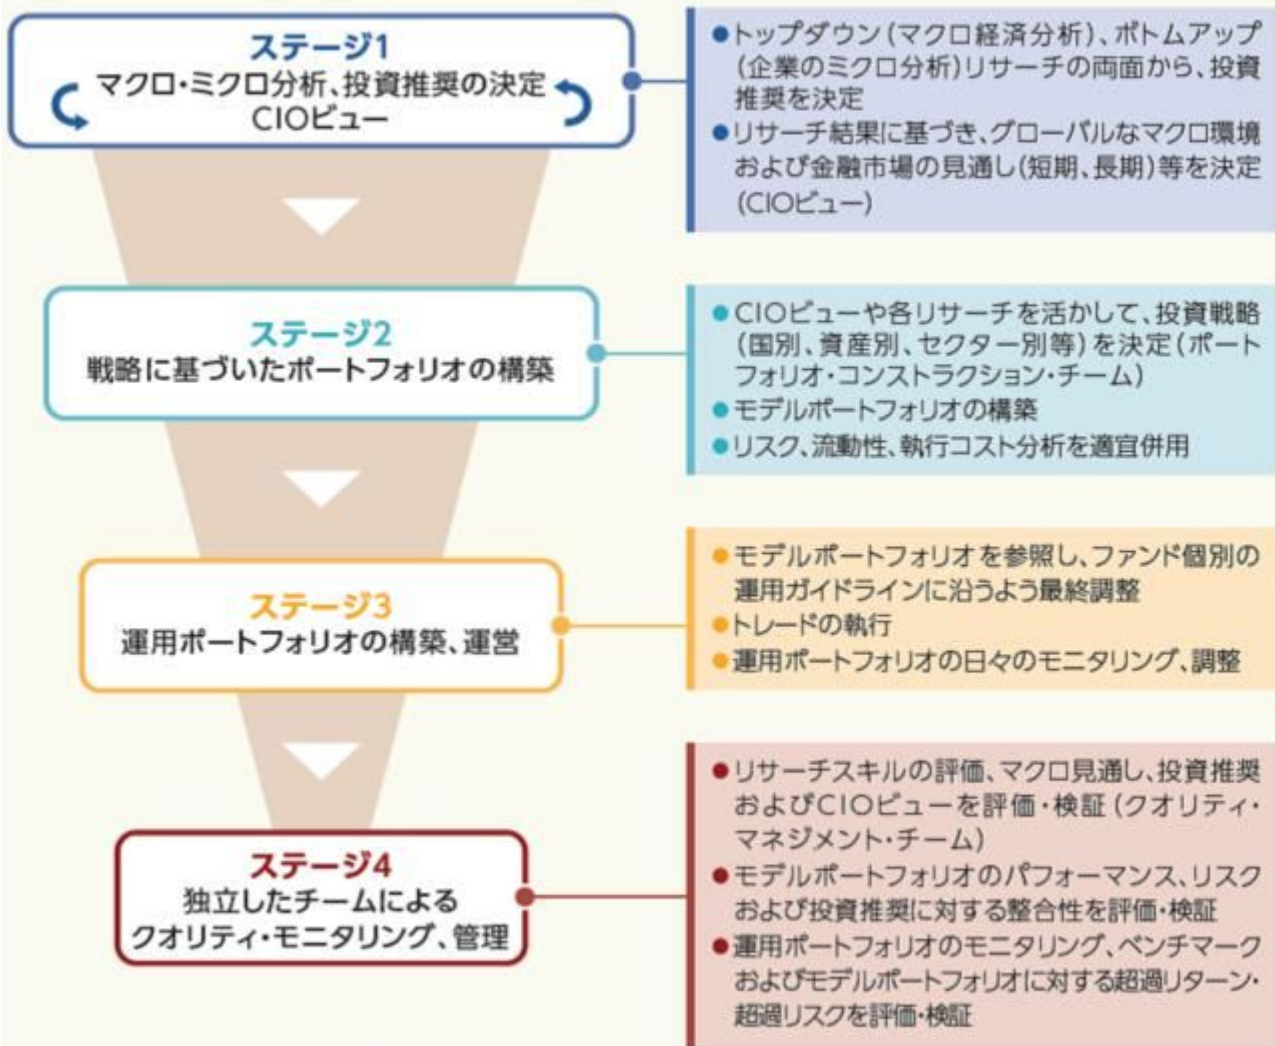 ステージ1
マクロ・ミクロ分析、投資推奨の決定
CIOビュー
●トップダウン(マクロ経済分析)、ボトムアップ
(企業のミクロ分析)リサーチの両面から、投資
推奨を決定
●リサーチ結果に基づき、グローバルなマクロ環境
および金融市場の見通し(短期、長期)等を決定
(CIOビュー)
ステージ2
戦略に基づいたポートフォリオの構築
●CIOビューや各リサーチを活かして、投資戦略
(国別、資産別、セクター別等)を決定(ポート
フォリオ・コンストラクション・チーム)
●モデルポートフォリオの構築
●リスク、流動性、執行コスト分析を適宜併用
ステージ3
運用ポートフォリオの構築、運営
●モデルポートフォリオを参照し、ファンド個別の
運用ガイドラインに沿うよう最終調整
●トレードの執行
●運用ポートフォリオの日々のモニタリング、調整
ステージ4
独立したチームによる
クオリティ・モニタリング、管理
●リサーチスキルの評価、マクロ見通し、投資推奨
およびCIOビューを評価・検証(クオリティ・
マネジメント・チーム)
●モデルポートフォリオのパフォーマンス、リスク
および投資推奨に対する整合性を評価・検証
●運用ポートフォリオのモニタリング、ベンチマーク
およびモデルポートフォリオに対する超過リターン・
超過リスクを評価・検証